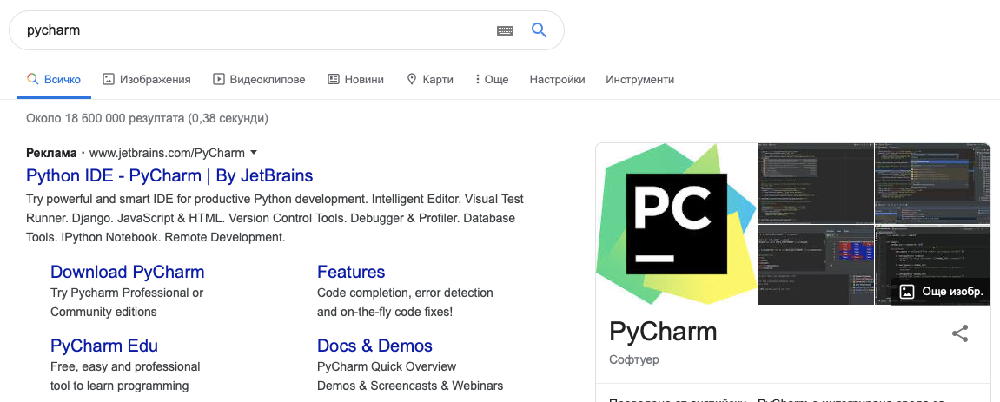 pycharm
Всичко Изображения Видеоклипове Новини Карти Още Настройки Инструменти
Около 18 600 000 резултата (0,38 секунди)
Реклама · www.jetbrains.com/PyCharm
Python IDE - PyCharm | By JetBrains
Try powerful and smart IDE for productive Python development. Intelligent Editor. Visual Test
Runner. Django. JavaScript & HTML. Version Control Tools. Debugger & Profiler. Database
Tools. IPython Notebook. Remote Development.
Download PyCharm
Try Pycharm Professional or
Community editions
Features
Code completion, error detection
and on-the-fly code fixes!
PyCharm Edu
Free, easy and professional
tool to learn programming
Docs & Demos
PyCharm Quick Overview
Demos & Screencasts & Webinars
PC
Още изобр.
PyCharm
Софтуер